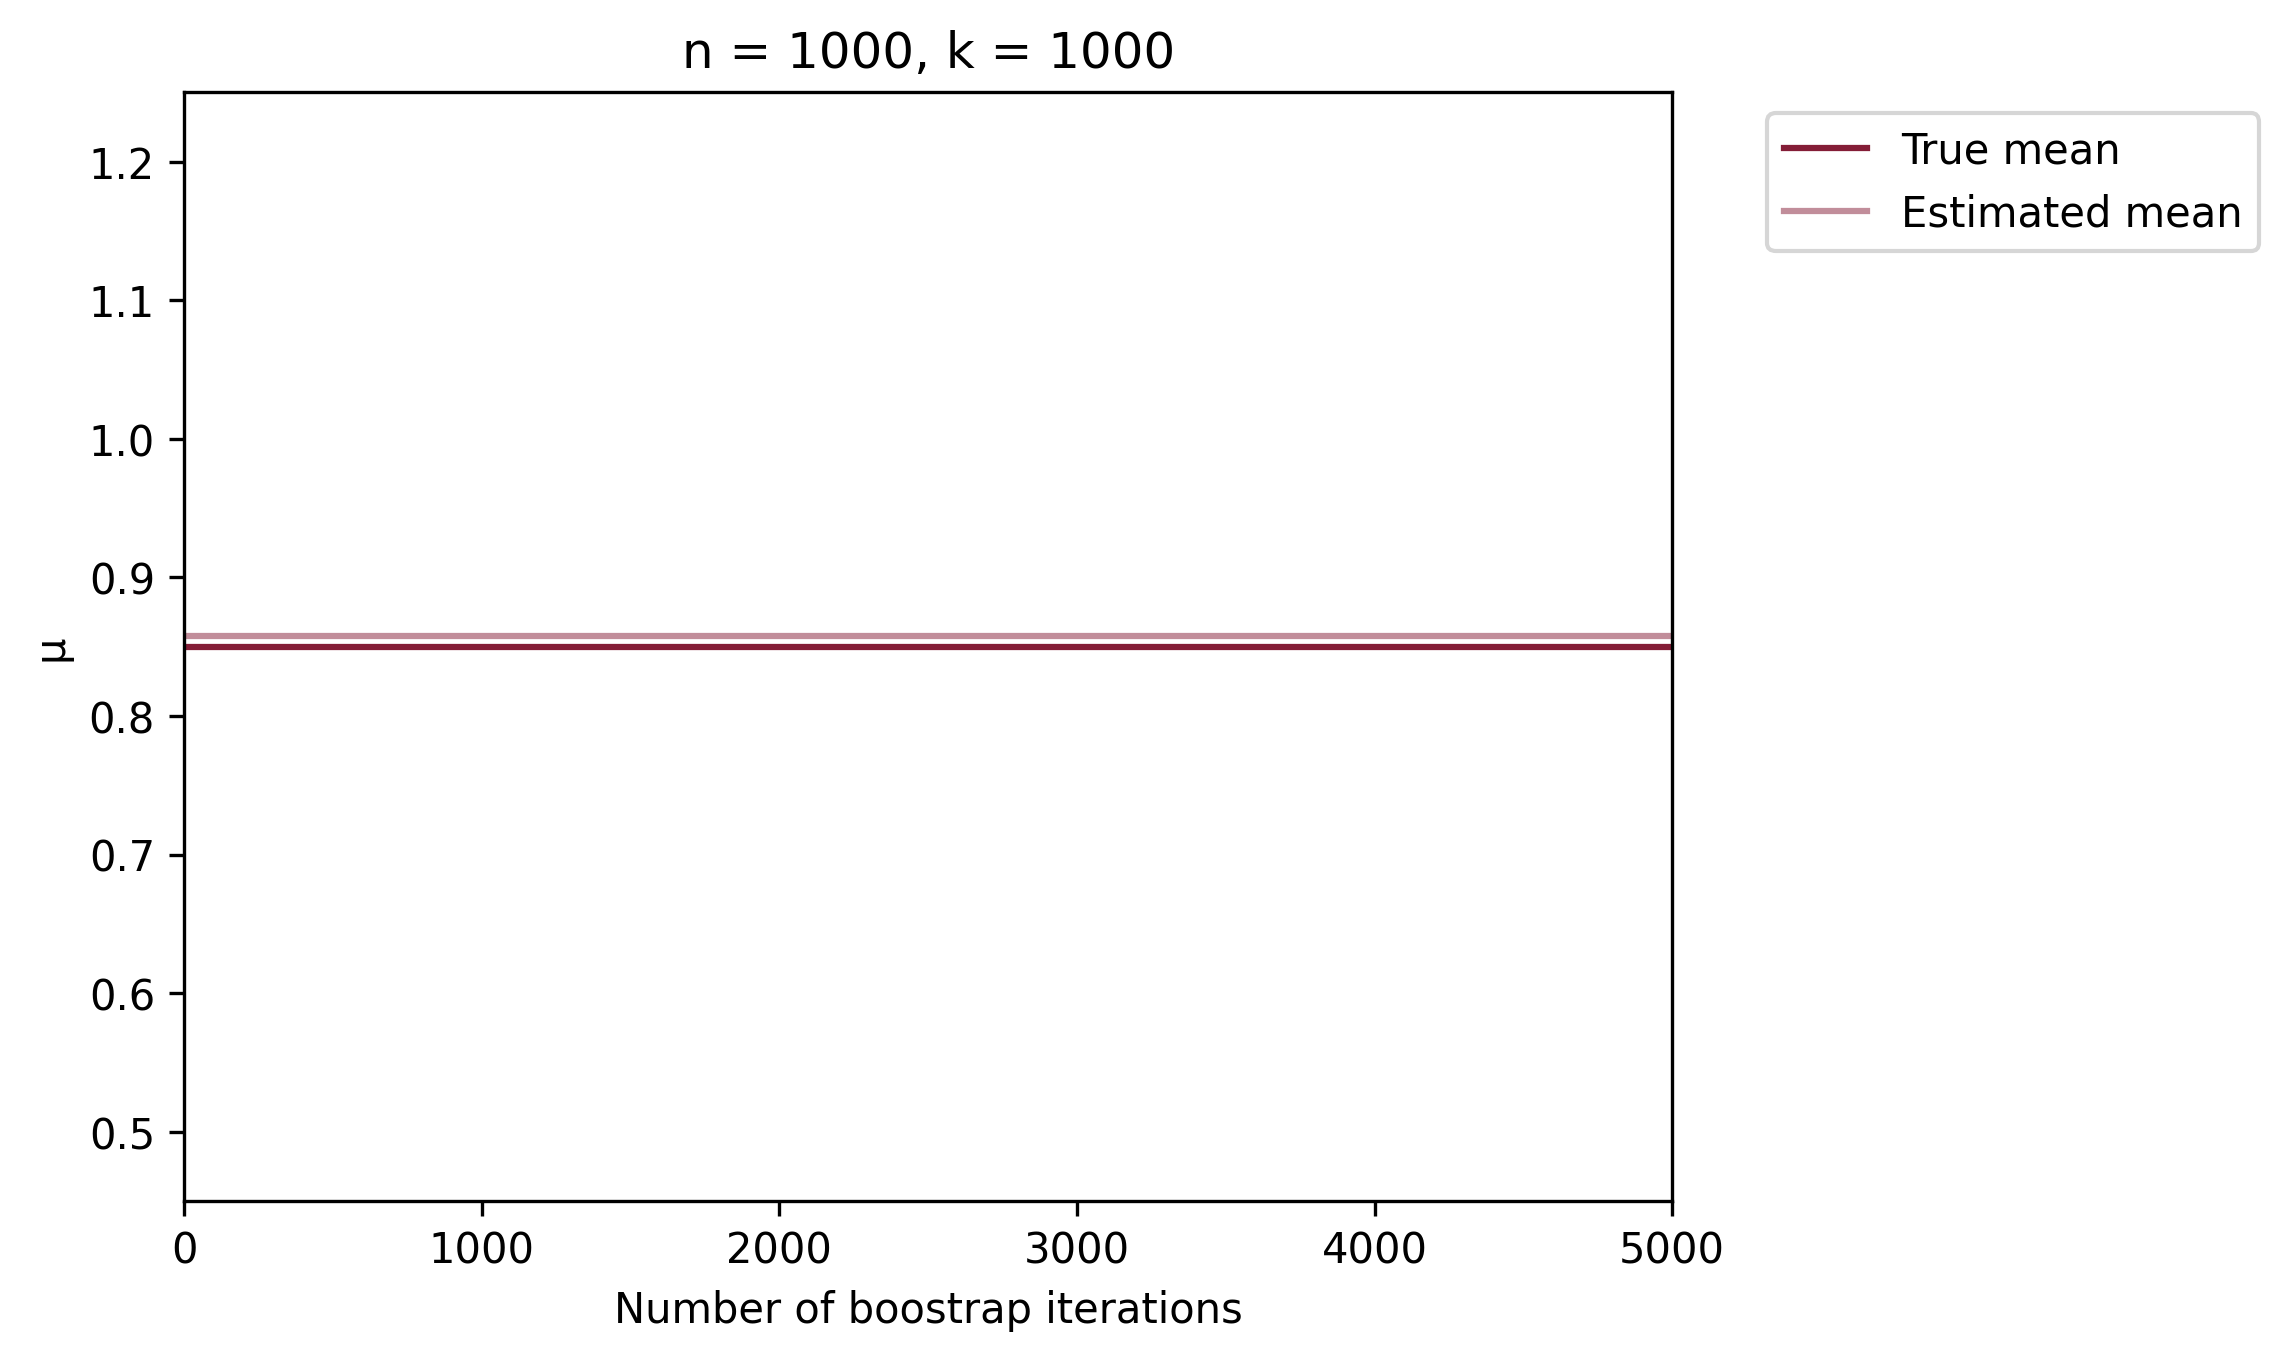 n = 1000, k = 1000
True mean
Estimated mean
1.2
1.1
1.0
0.9
0.8
0.7
0.6
0.5
μ
0 1000 2000 3000 4000 5000
Number of boostrap iterations